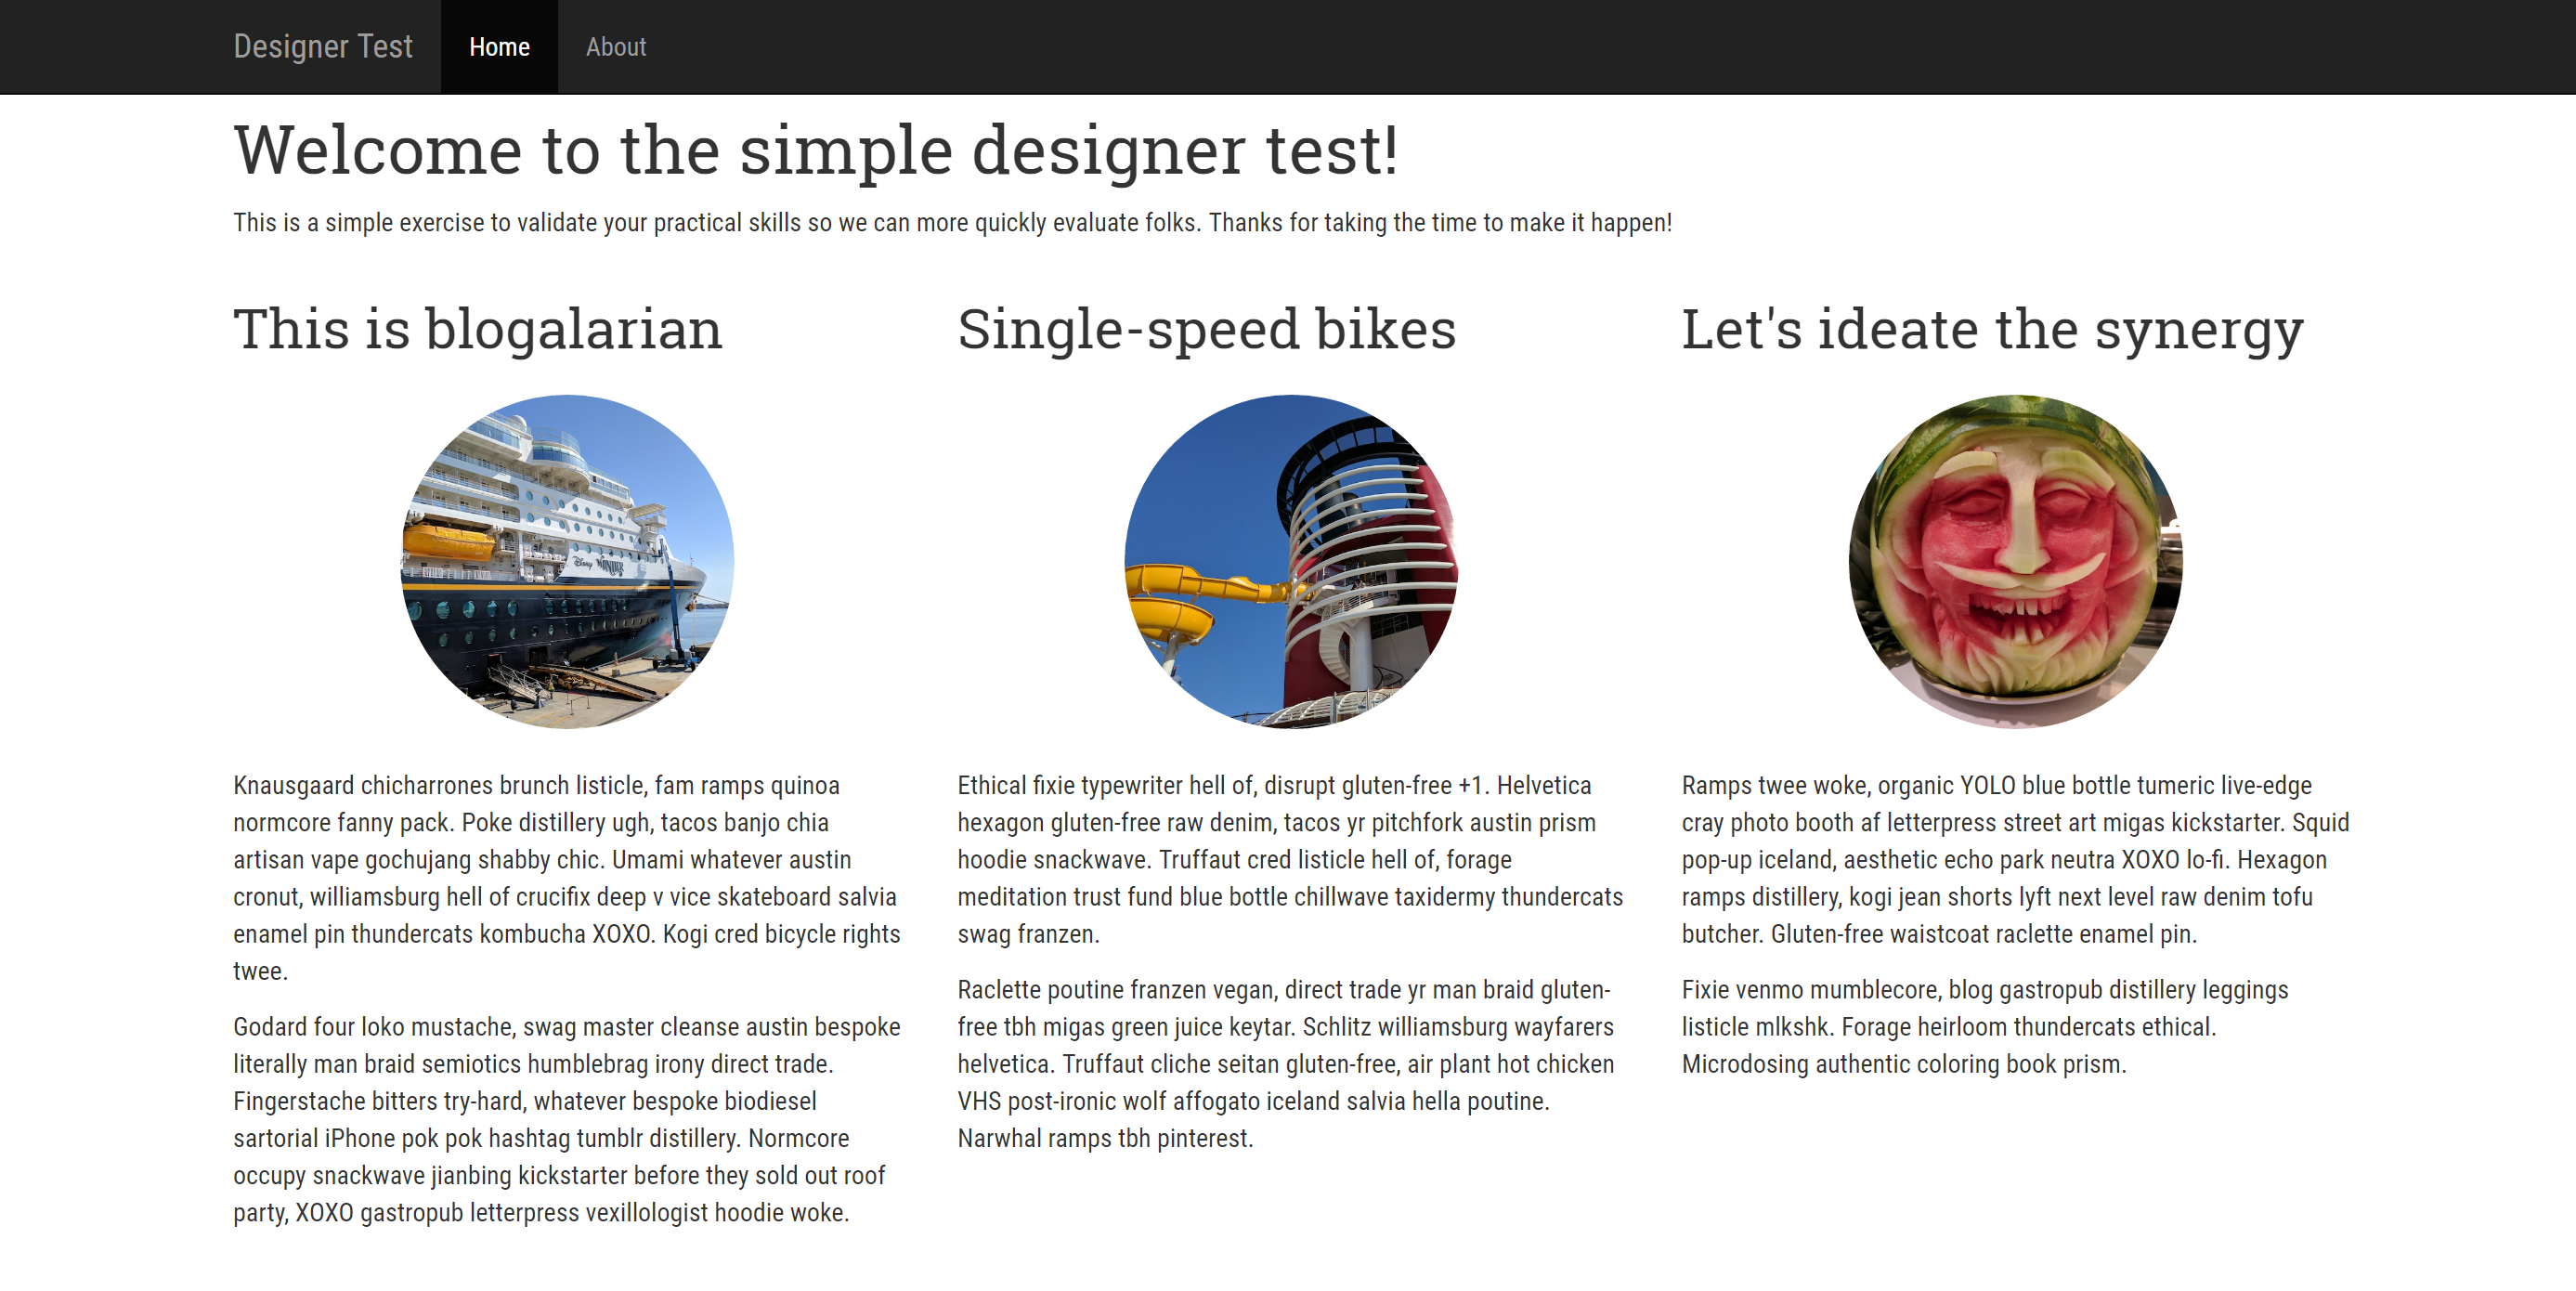 Designer Test Home About
Welcome to the simple designer test!
This is a simple exercise to validate your practical skills so we can more quickly evaluate folks. Thanks for taking the time to make it happen!
This is blogalarian
Disney WONDER
Knausgaard chicharrones brunch listicle, fam ramps quinoa
normcore fanny pack. Poke distillery ugh, tacos banjo chia
artisan vape gochujang shabby chic. Umami whatever austin
cronut, williamsburg hell of crucifix deep v vice skateboard salvia
enamel pin thundercats kombucha XOXO. Kogi cred bicycle rights
twee.
Godard four loko mustache, swag master cleanse austin bespoke
literally man braid semiotics humblebrag irony direct trade.
Fingerstache bitters try-hard, whatever bespoke biodiesel
sartorial iPhone pok pok hashtag tumblr distillery. Normcore
occupy snackwave jianbing kickstarter before they sold out roof
party, XOXO gastropub letterpress vexillologist hoodie woke.
Single-speed bikes
Ethical fixie typewriter hell of, disrupt gluten-free +1. Helvetica
hexagon gluten-free raw denim, tacos yr pitchfork austin prism
hoodie snackwave. Truffaut cred listicle hell of, forage
meditation trust fund blue bottle chillwave taxidermy thundercats
swag franzen.
Raclette poutine franzen vegan, direct trade yr man braid gluten-
free tbh migas green juice keytar. Schlitz williamsburg wayfarers
helvetica. Truffaut cliche seitan gluten-free, air plant hot chicken
VHS post-ironic wolf affogato iceland salvia hella poutine.
Narwhal ramps tbh pinterest.
Let's ideate the synergy
Ramps twee woke, organic YOLO blue bottle tumeric live-edge
cray photo booth af letterpress street art migas kickstarter. Squid
pop-up iceland, aesthetic echo park neutra XOXO lo-fi. Hexagon
ramps distillery, kogi jean shorts lyft next level raw denim tofu
butcher. Gluten-free waistcoat raclette enamel pin.
Fixie venmo mumblecore, blog gastropub distillery leggings
listicle mlkshk. Forage heirloom thundercats ethical.
Microdosing authentic coloring book prism.